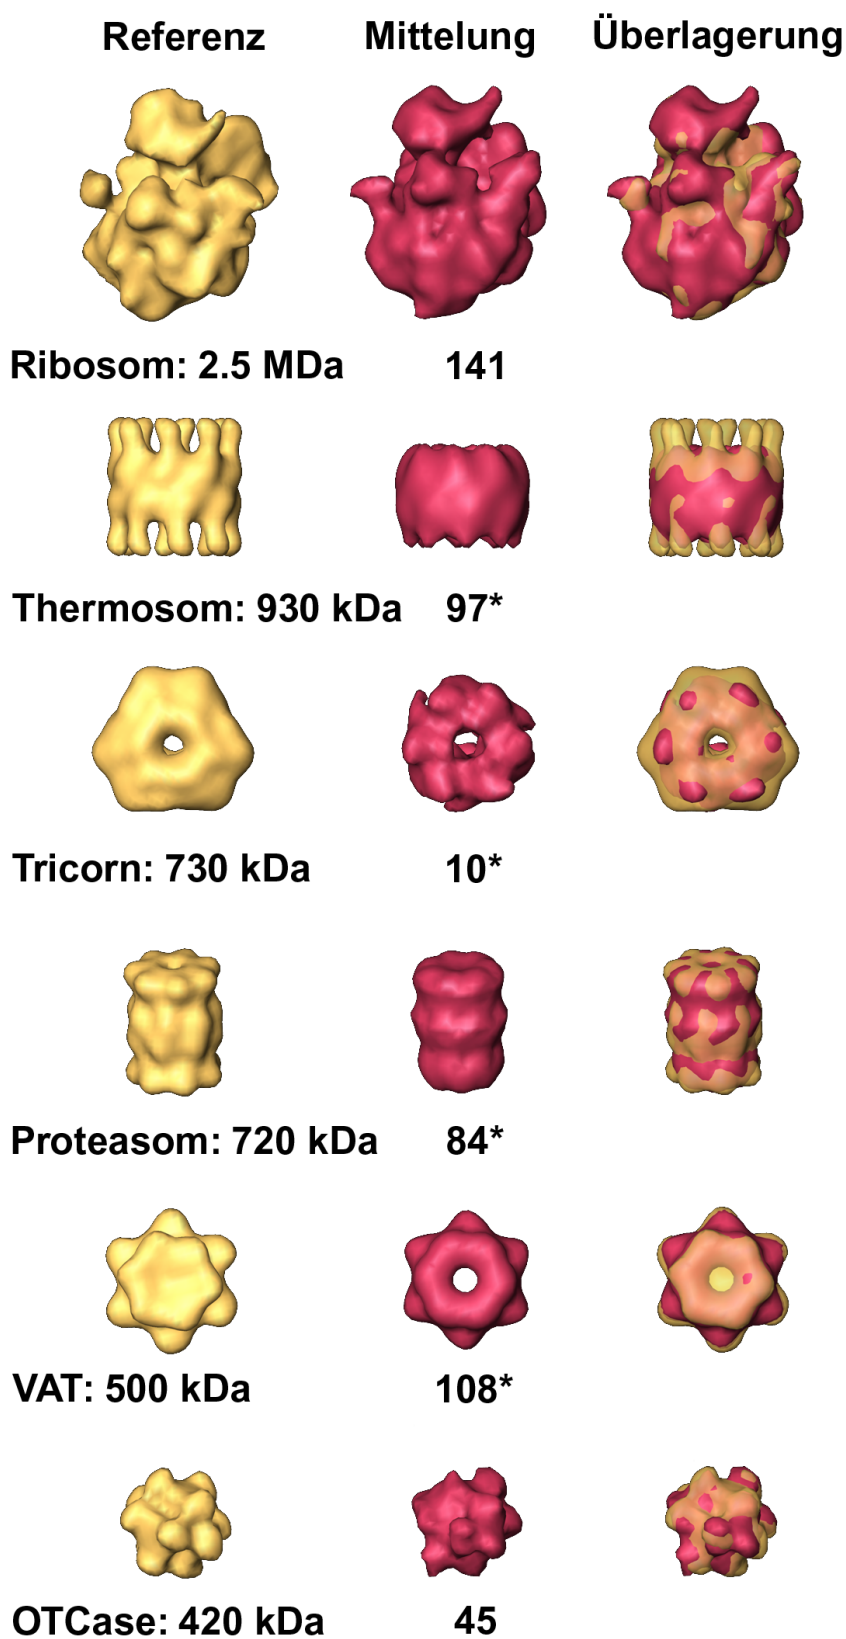 Referenz Mittelung Überlagerung
Ribosom: 2.5 MDa 141
Thermosom: 930 kDa 97*
Tricorn: 730 kDa 10*
Proteasom: 720 kDa 84*
VAT: 500 kDa 108*
OTCase: 420 kDa 45